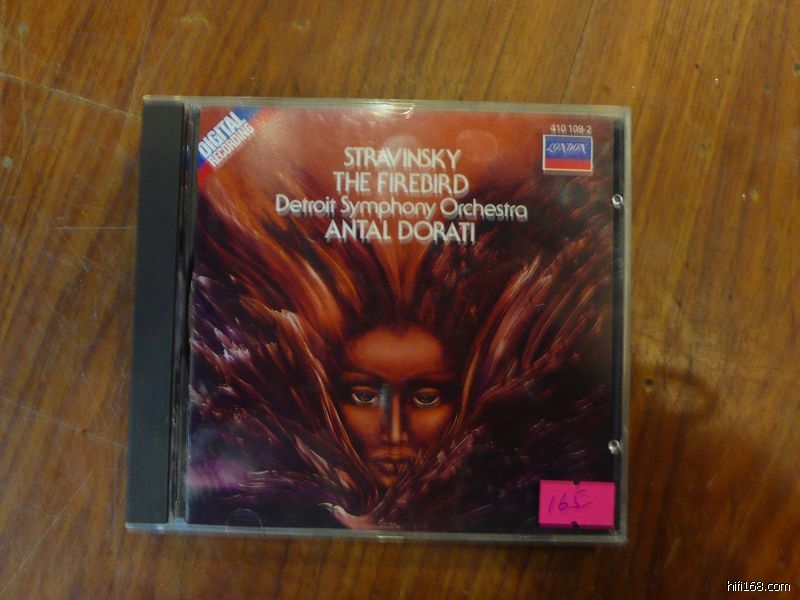 DIGITAL
RECORDING
410 109-2
LONDON
STRAVINSKY
THE FIREBIRD
Detroit Symphony Orchestra
ANTAL DORATI
165
hifi168.com